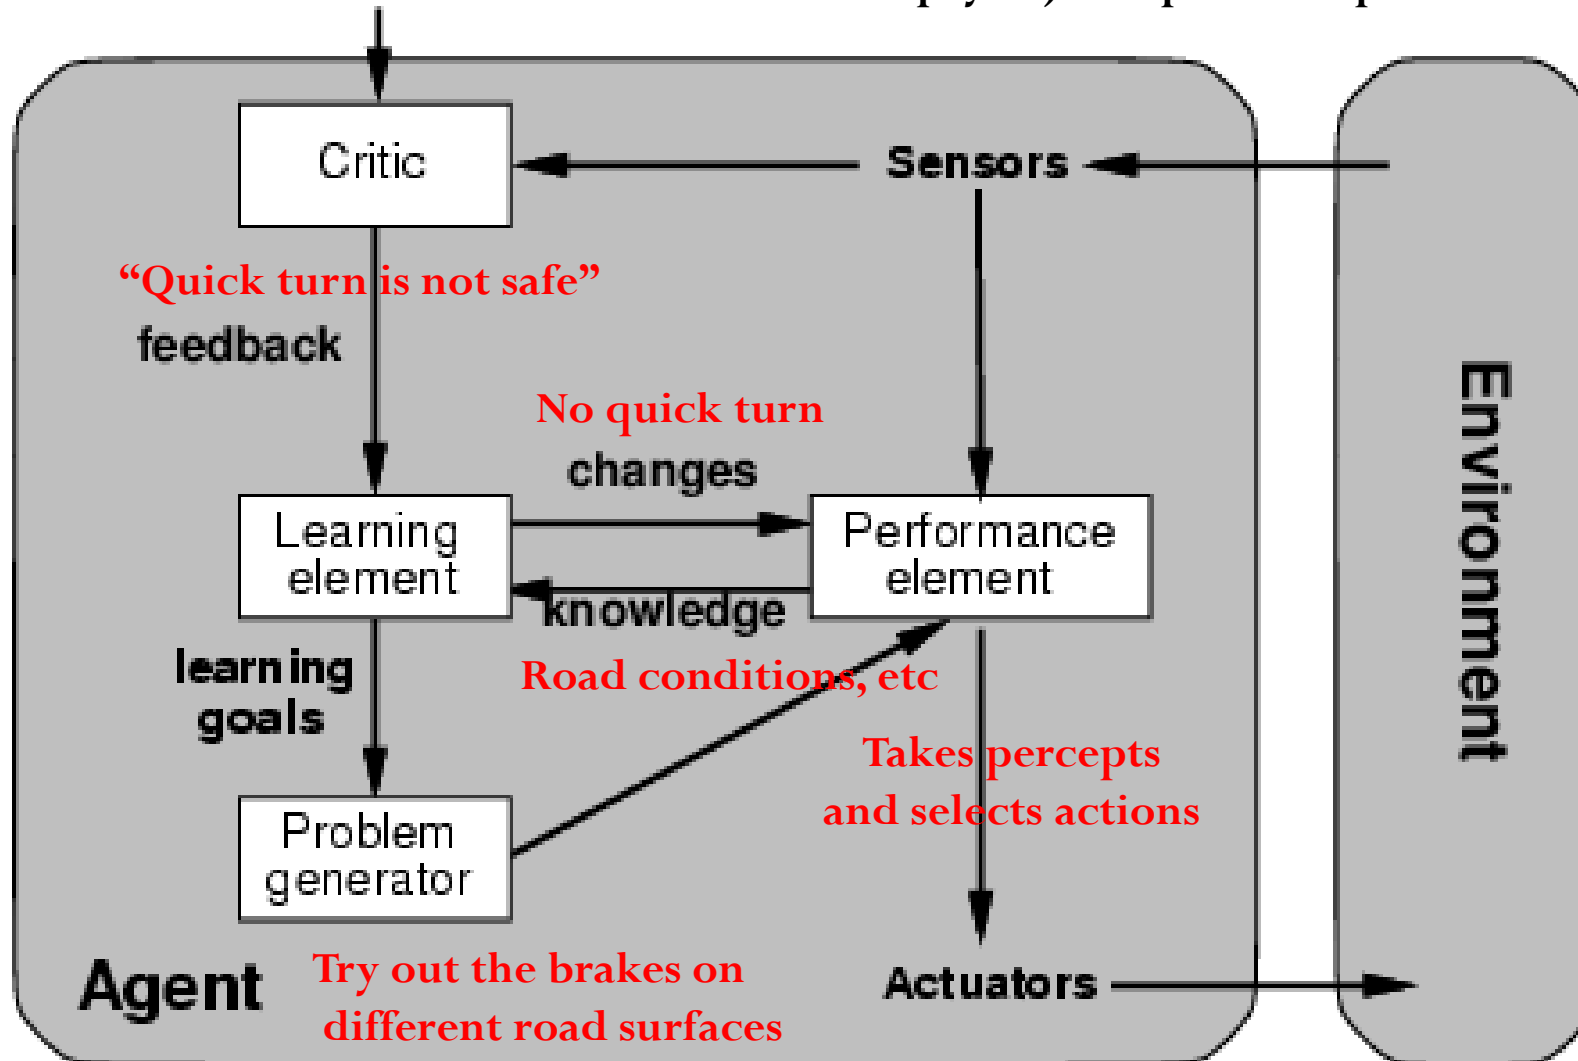 Critic
Sensors
“Quick turn is not safe”
feedback
No quick turn
changes
Learning
element
Performance
element
knowledge
Road conditions, etc
learning
goals
Takes percepts
and selects actions
Problem
generator
Agent
Try out the brakes on
different road surfaces
Actuators
Environment